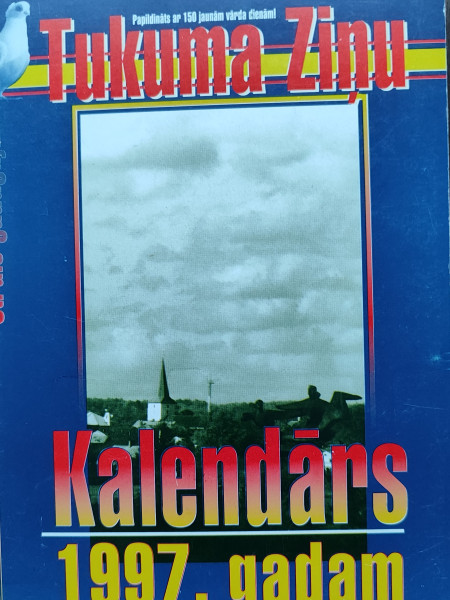 Papildināts ar 150 jaunām vārda dienām!
Tukuma Ziņu
Kalendārs
1997. gadam